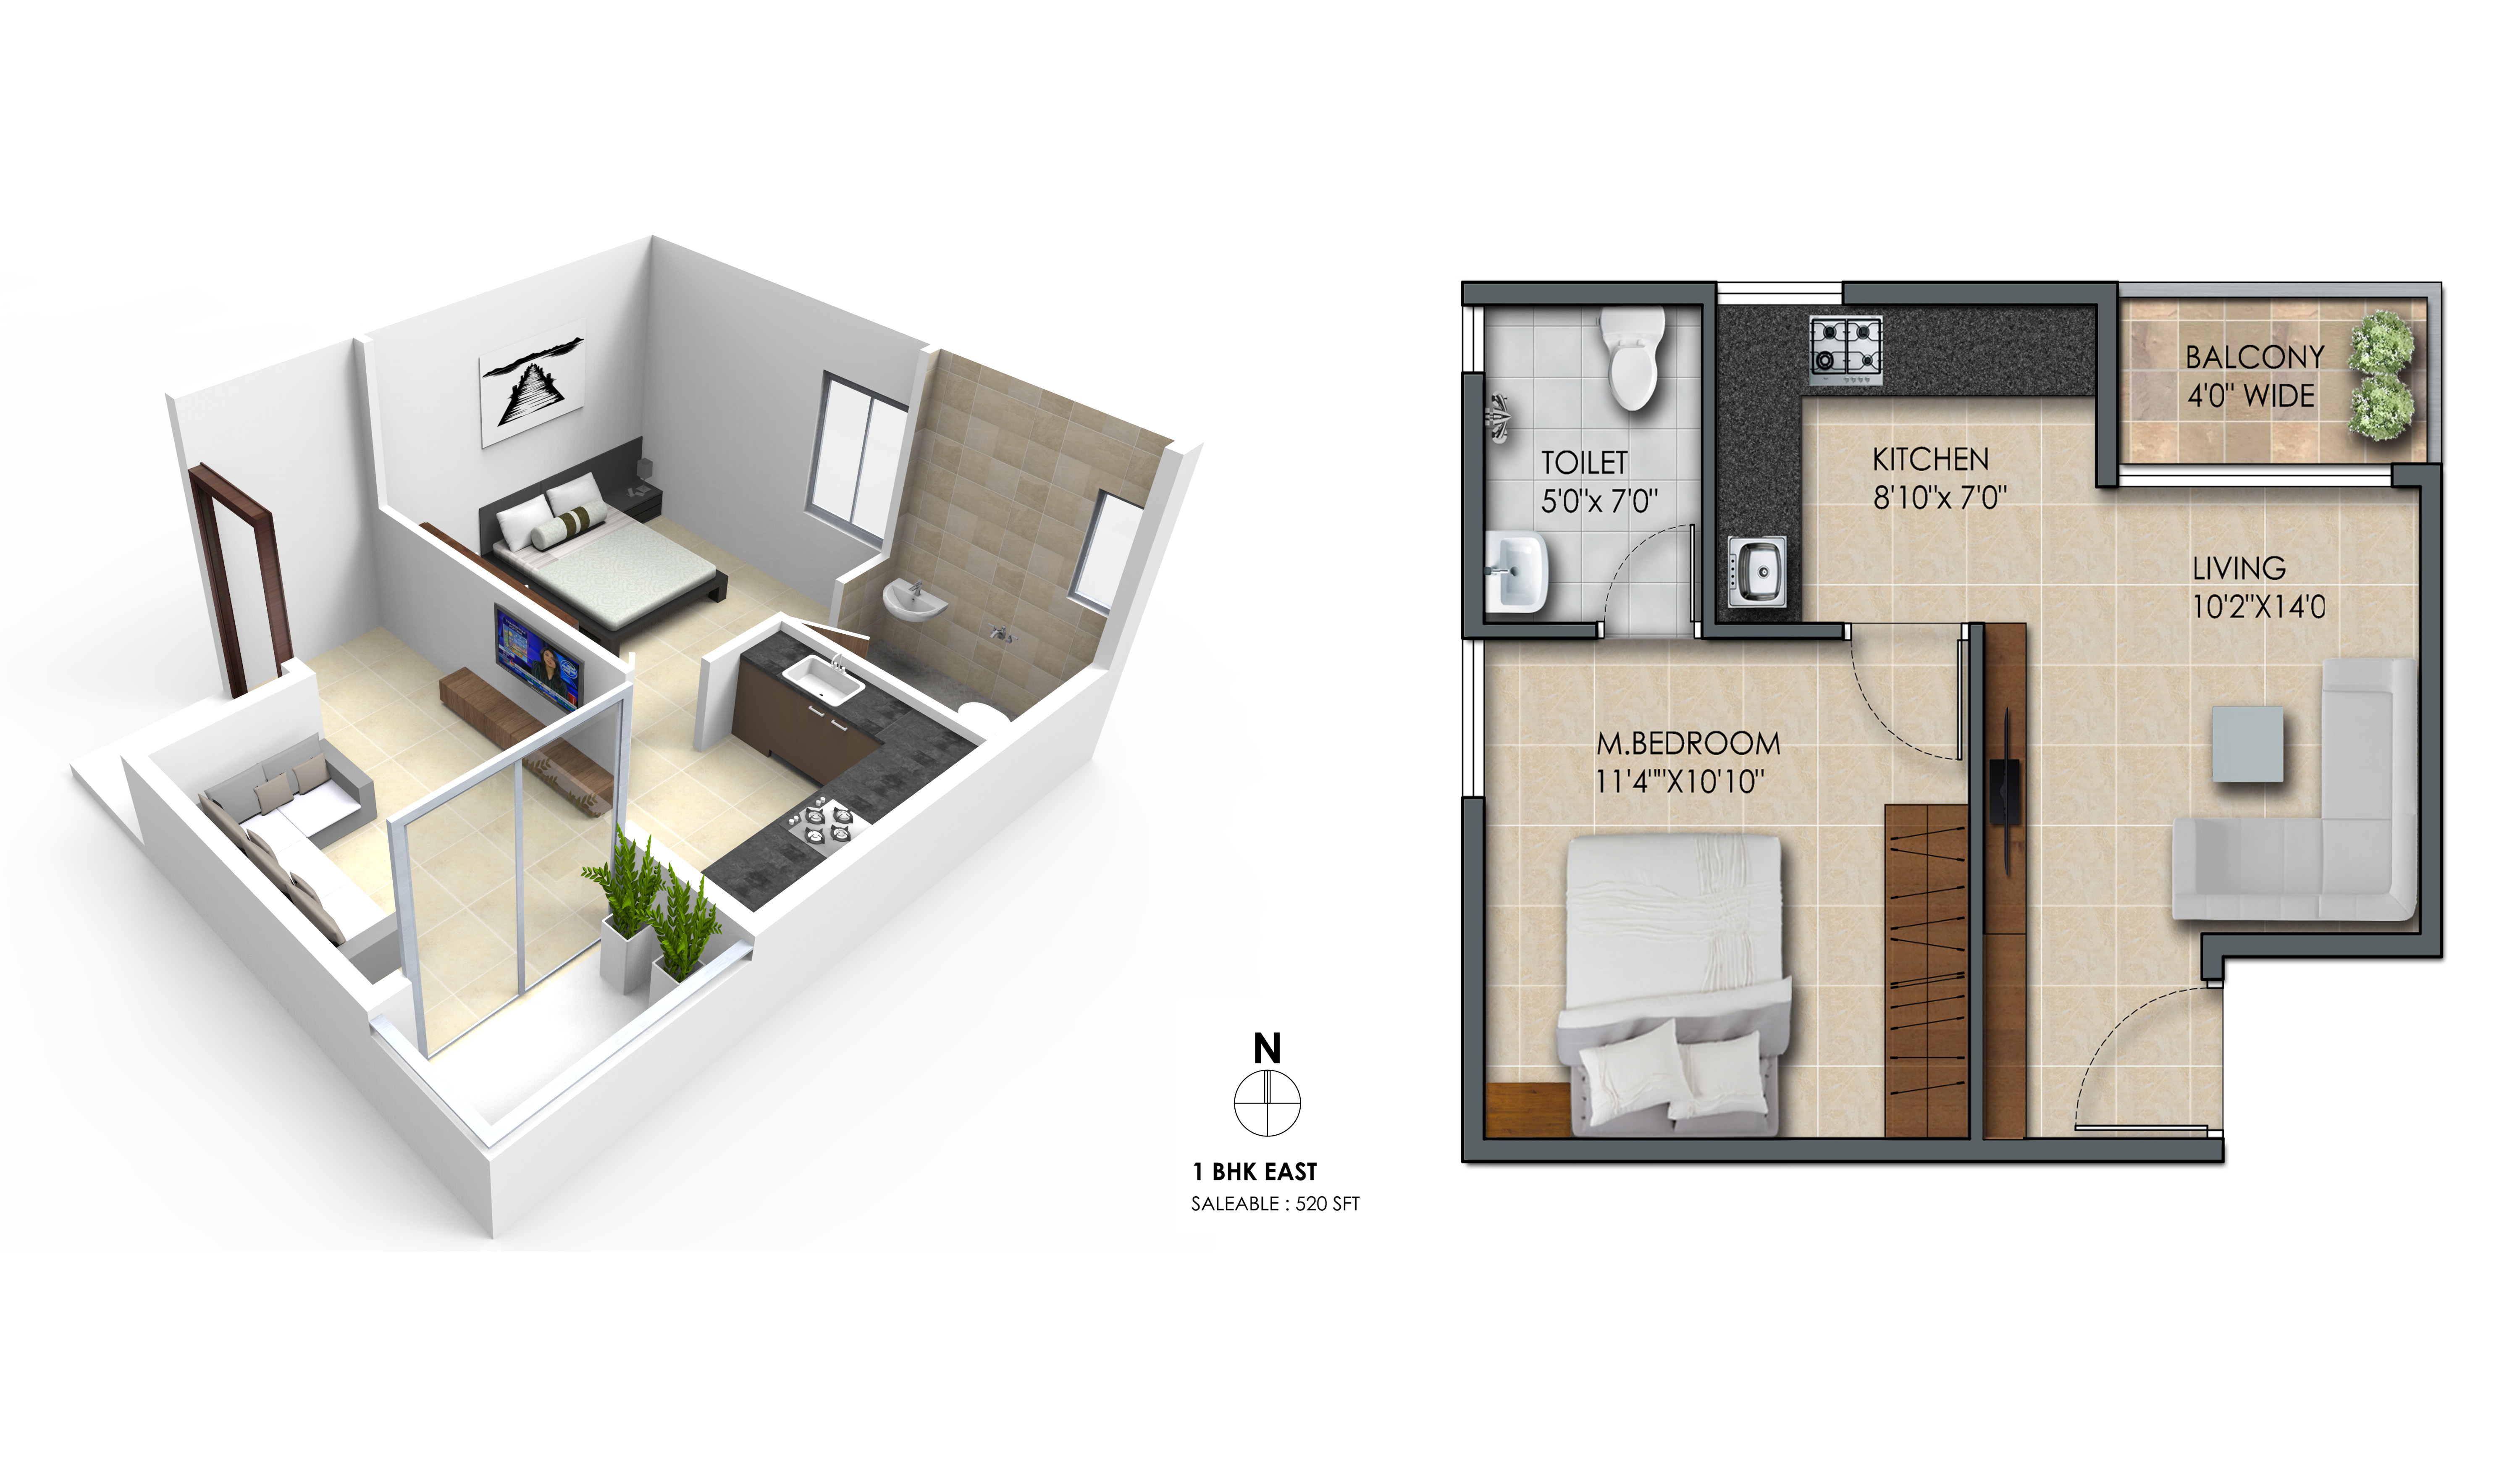 N
1 BHK EAST
SALEABLE : 520 SFT
BALCONY
4'0" WIDE
TOILET
5'0"x 7'0"
KITCHEN
8'10"x 7'0"
LIVING
10'2"X14'0
M.BEDROOM
11'4""X10'10"